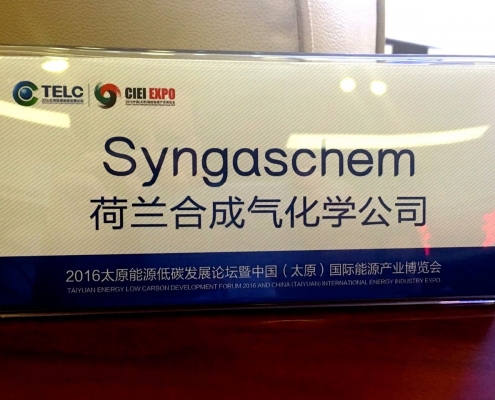 TELC
CIEI EXPO
Syngaschem
荷兰合成气化学公司
2016太原能源低碳发展论坛暨中国（太原）国际能源产业博览会
TAIYUAN ENERGY LOW CARBON DEVELOPMENT FORUM 2016 AND CHINA (TAIYUAN) INTERNATIONAL ENERGY INDUSTRY EXPO